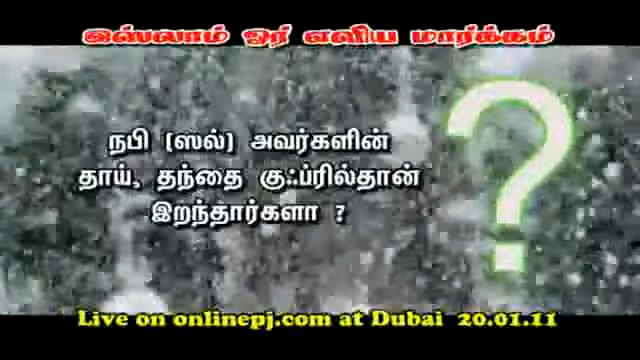 இஸ்லாம் ஓர் எளிய மார்க்கம்
நபி (ஸல்) அவர்களின்
தாய், தந்தை குஃப்ரில்தான்
இறந்தார்களா ?
?
Live on onlinepj.com at Dubai 20.01.11